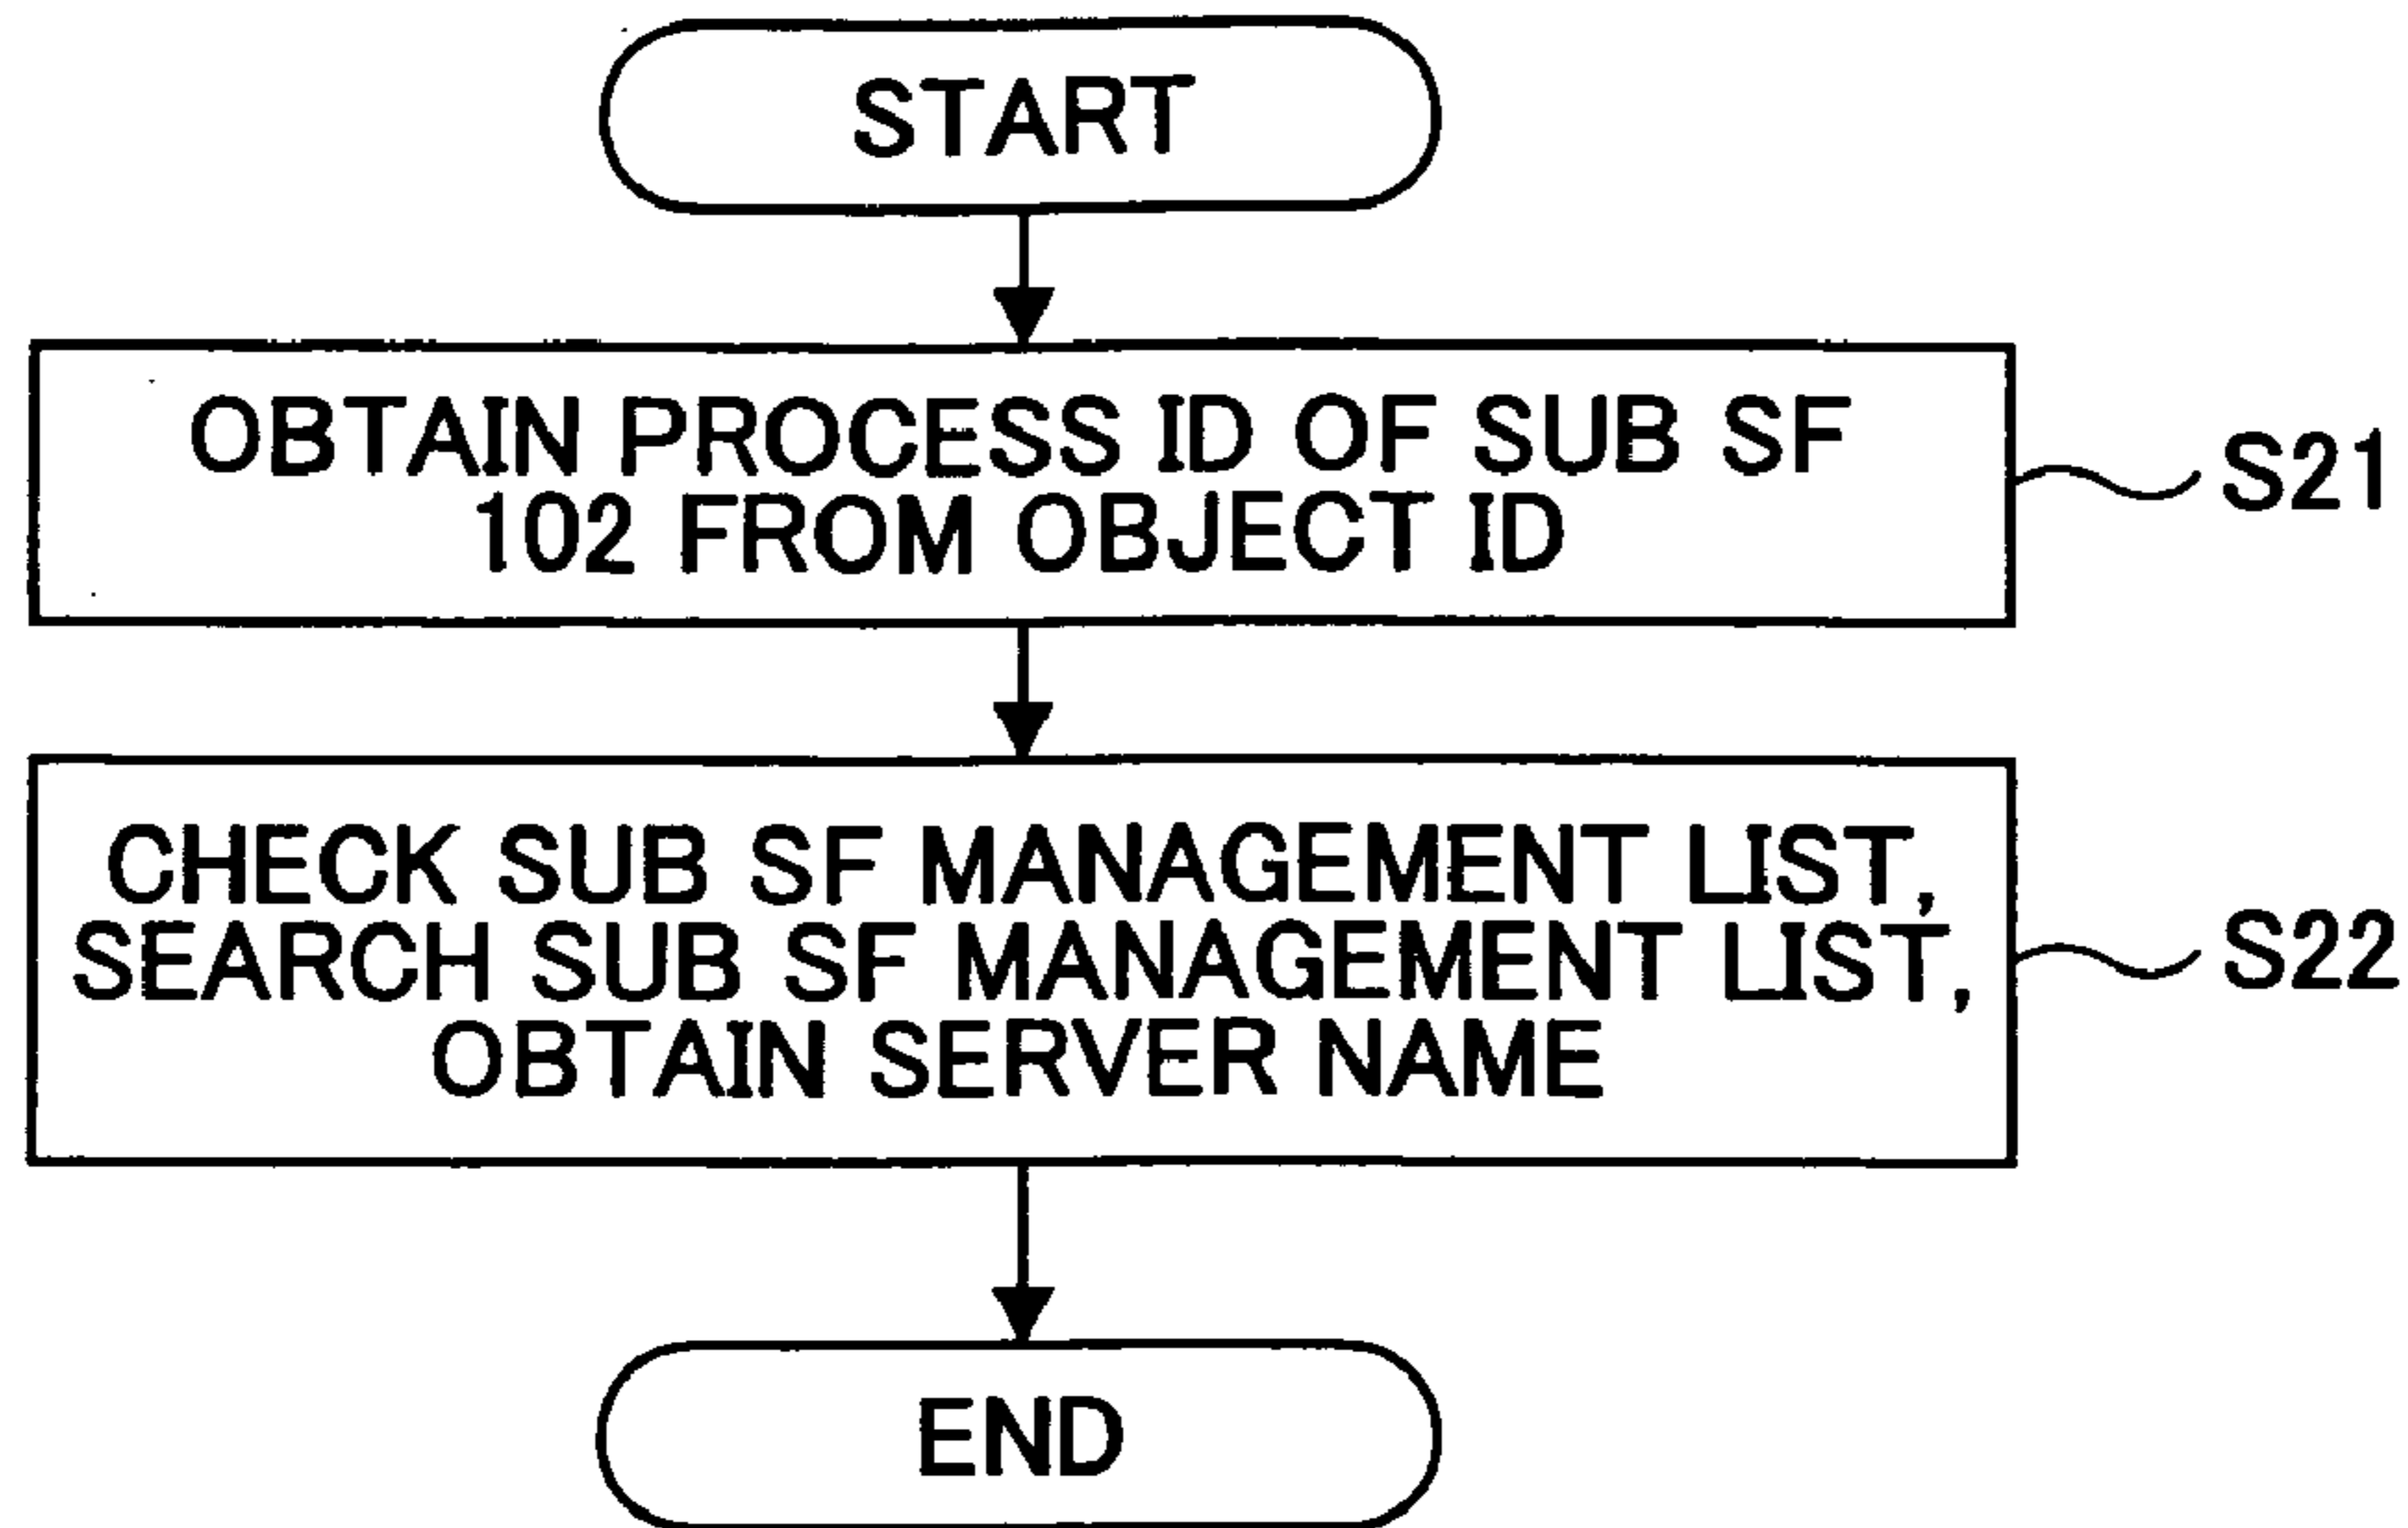 START
OBTAIN PROCESS ID OF SUB SF
102 FROM OBJECT ID
S21
CHECK SUB SF MANAGEMENT LIST,
SEARCH SUB SF MANAGEMENT LIST,
OBTAIN SERVER NAME
S22
END